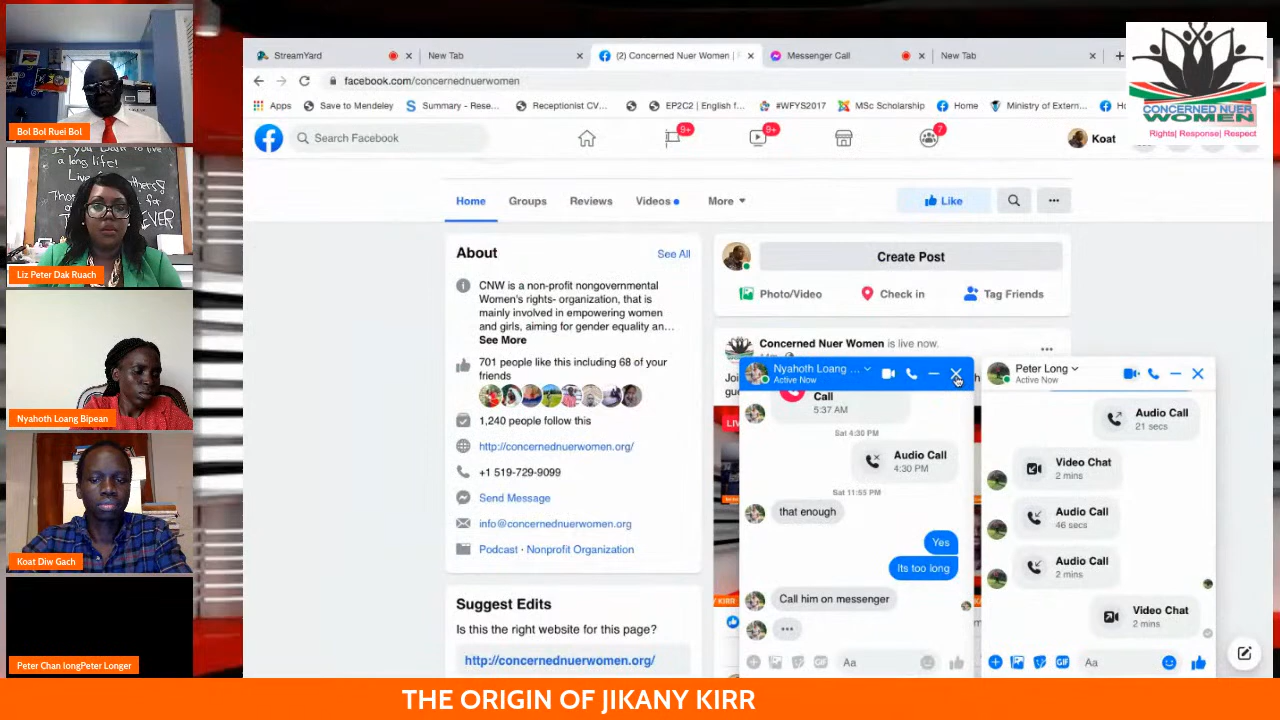 Bol Bol Ruei Bol
a long life!
Liz Peter Dak Ruach
Nyahoth Loang Bipean
Koat Diw Gach
Peter Chan longPeter Longer
StreamYard
New Tab
(2) Concerned Nuer Women |
Messenger Call
New Tab
facebook.com/concernednuerwomen
Apps
Save to Mendeley
Summary - Rese...
Receptionist CV...
EP2C2 | English f...
#WFYS2017
MSc Scholarship
Home
Ministry of Extern...
CONCERNED NUER
WOMEN
Rights| Response| Respect
Search Facebook
9+
9+
7
Koat
Home
Groups
Reviews
Videos
More
Like
About
See All
CNW is a non-profit nongovernmental
Women's rights- organization, that is
mainly involved in empowering women
and girls, aiming for gender equality an...
See More
701 people like this including 68 of your
friends
1,240 people follow this
http://concernednuerwomen.org/
+1 519-729-9099
Send Message
info@concernednuerwomen.org
Podcast · Nonprofit Organization
Suggest Edits
Is this the right website for this page?
http://concernednuerwomen.org/
Create Post
Photo/Video
Check in
Tag Friends
Concerned Nuer Women is live now.
Nyahoth Loang ...
Active Now
Call
5:37 AM
Sat 4:30 PM
Audio Call
4:30 PM
Sat 11:55 PM
that enough
Yes
Its too long
Call him on messenger
GIF
Aa
Peter Long
Active Now
Audio Call
21 secs
Video Chat
2 mins
Audio Call
46 secs
Audio Call
2 mins
Video Chat
2 mins
GIF
Aa
THE ORIGIN OF JIKANY KIRR